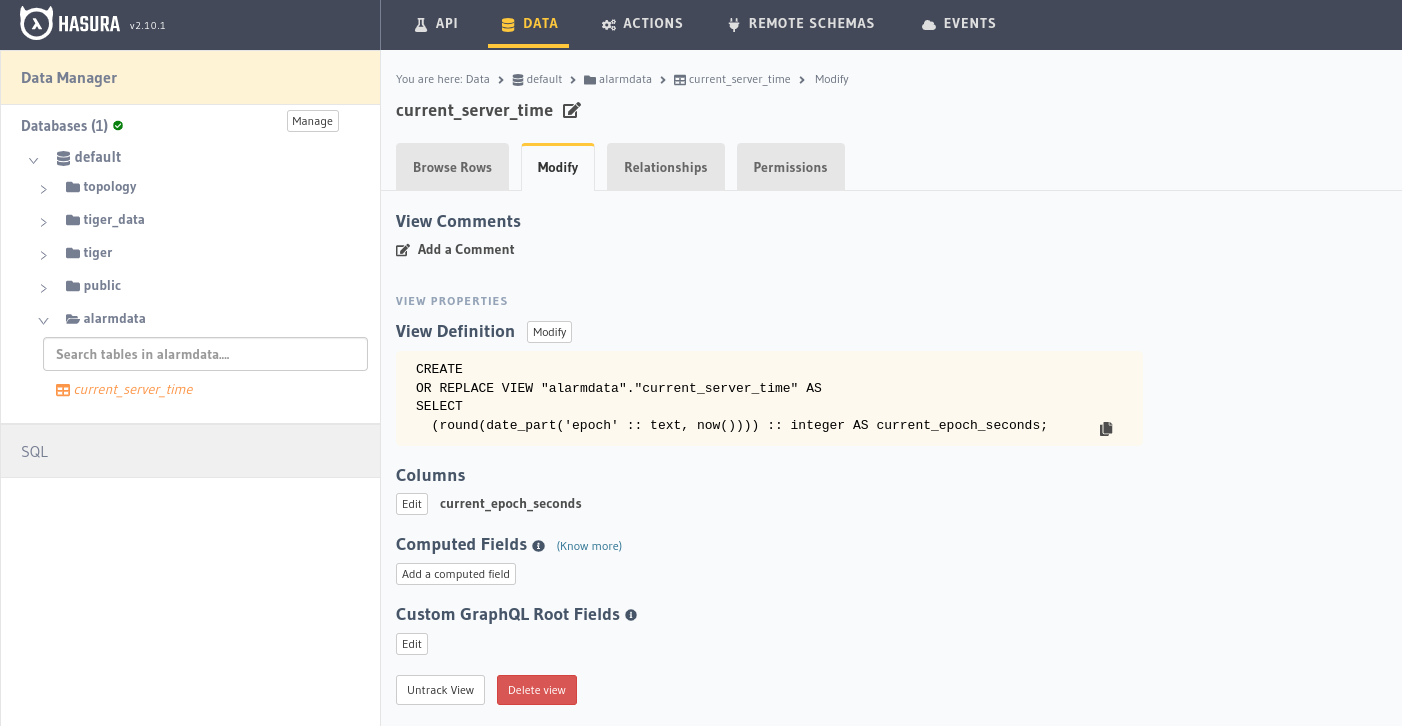 HASURA v2.10.1
API DATA ACTIONS REMOTE SCHEMAS EVENTS
Data Manager
Databases (1) Manage
default
topology
tiger_data
tiger
public
alarmdata
Search tables in alarmdata....
current_server_time
SQL
You are here: Data > default > alarmdata > current_server_time > Modify
current_server_time
Browse Rows Modify Relationships Permissions
View Comments
Add a Comment
VIEW PROPERTIES
View Definition Modify
CREATE
OR REPLACE VIEW "alarmdata"."current_server_time" AS
SELECT
(round(date_part('epoch' :: text, now()))) :: integer AS current_epoch_seconds;
Columns
Edit current_epoch_seconds
Computed Fields (Know more)
Add a computed field
Custom GraphQL Root Fields
Edit
Untrack View Delete view